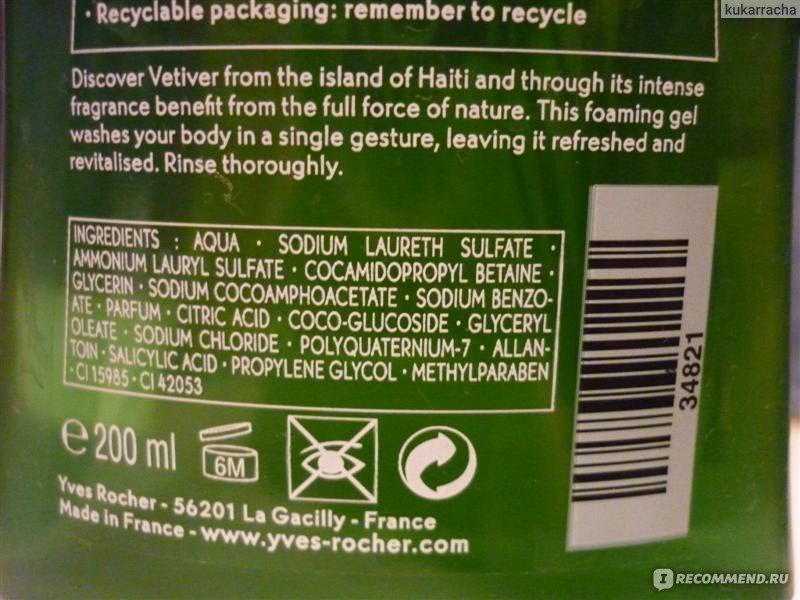 kukarracha
· Recyclable packaging: remember to recycle
Discover Vetiver from the island of Haiti and through its intense
fragrance benefit from the full force of nature. This foaming gel
washes your body in a single gesture, leaving it refreshed and
revitalised. Rinse thoroughly.
INGREDIENTS : AQUA · SODIUM LAURETH SULFATE ·
AMMONIUM LAURYL SULFATE · COCAMIDOPROPYL BETAINE ·
GLYCERIN · SODIUM COCOAMPHOACETATE · SODIUM BENZO-
ATE · PARFUM · CITRIC ACID · COCO-GLUCOSIDE · GLYCERYL
OLEATE · SODIUM CHLORIDE · POLYQUATERNIUM-7 · ALLAN-
TOIN · SALICYLIC ACID · PROPYLENE GLYCOL · METHYLPARABEN
· CI 15985 · CI 42053
34821
e 200 ml
6M
Yves Rocher - 56201 La Gacilly - France
Made in France - www.yves-rocher.com
I RECOMMEND.RU